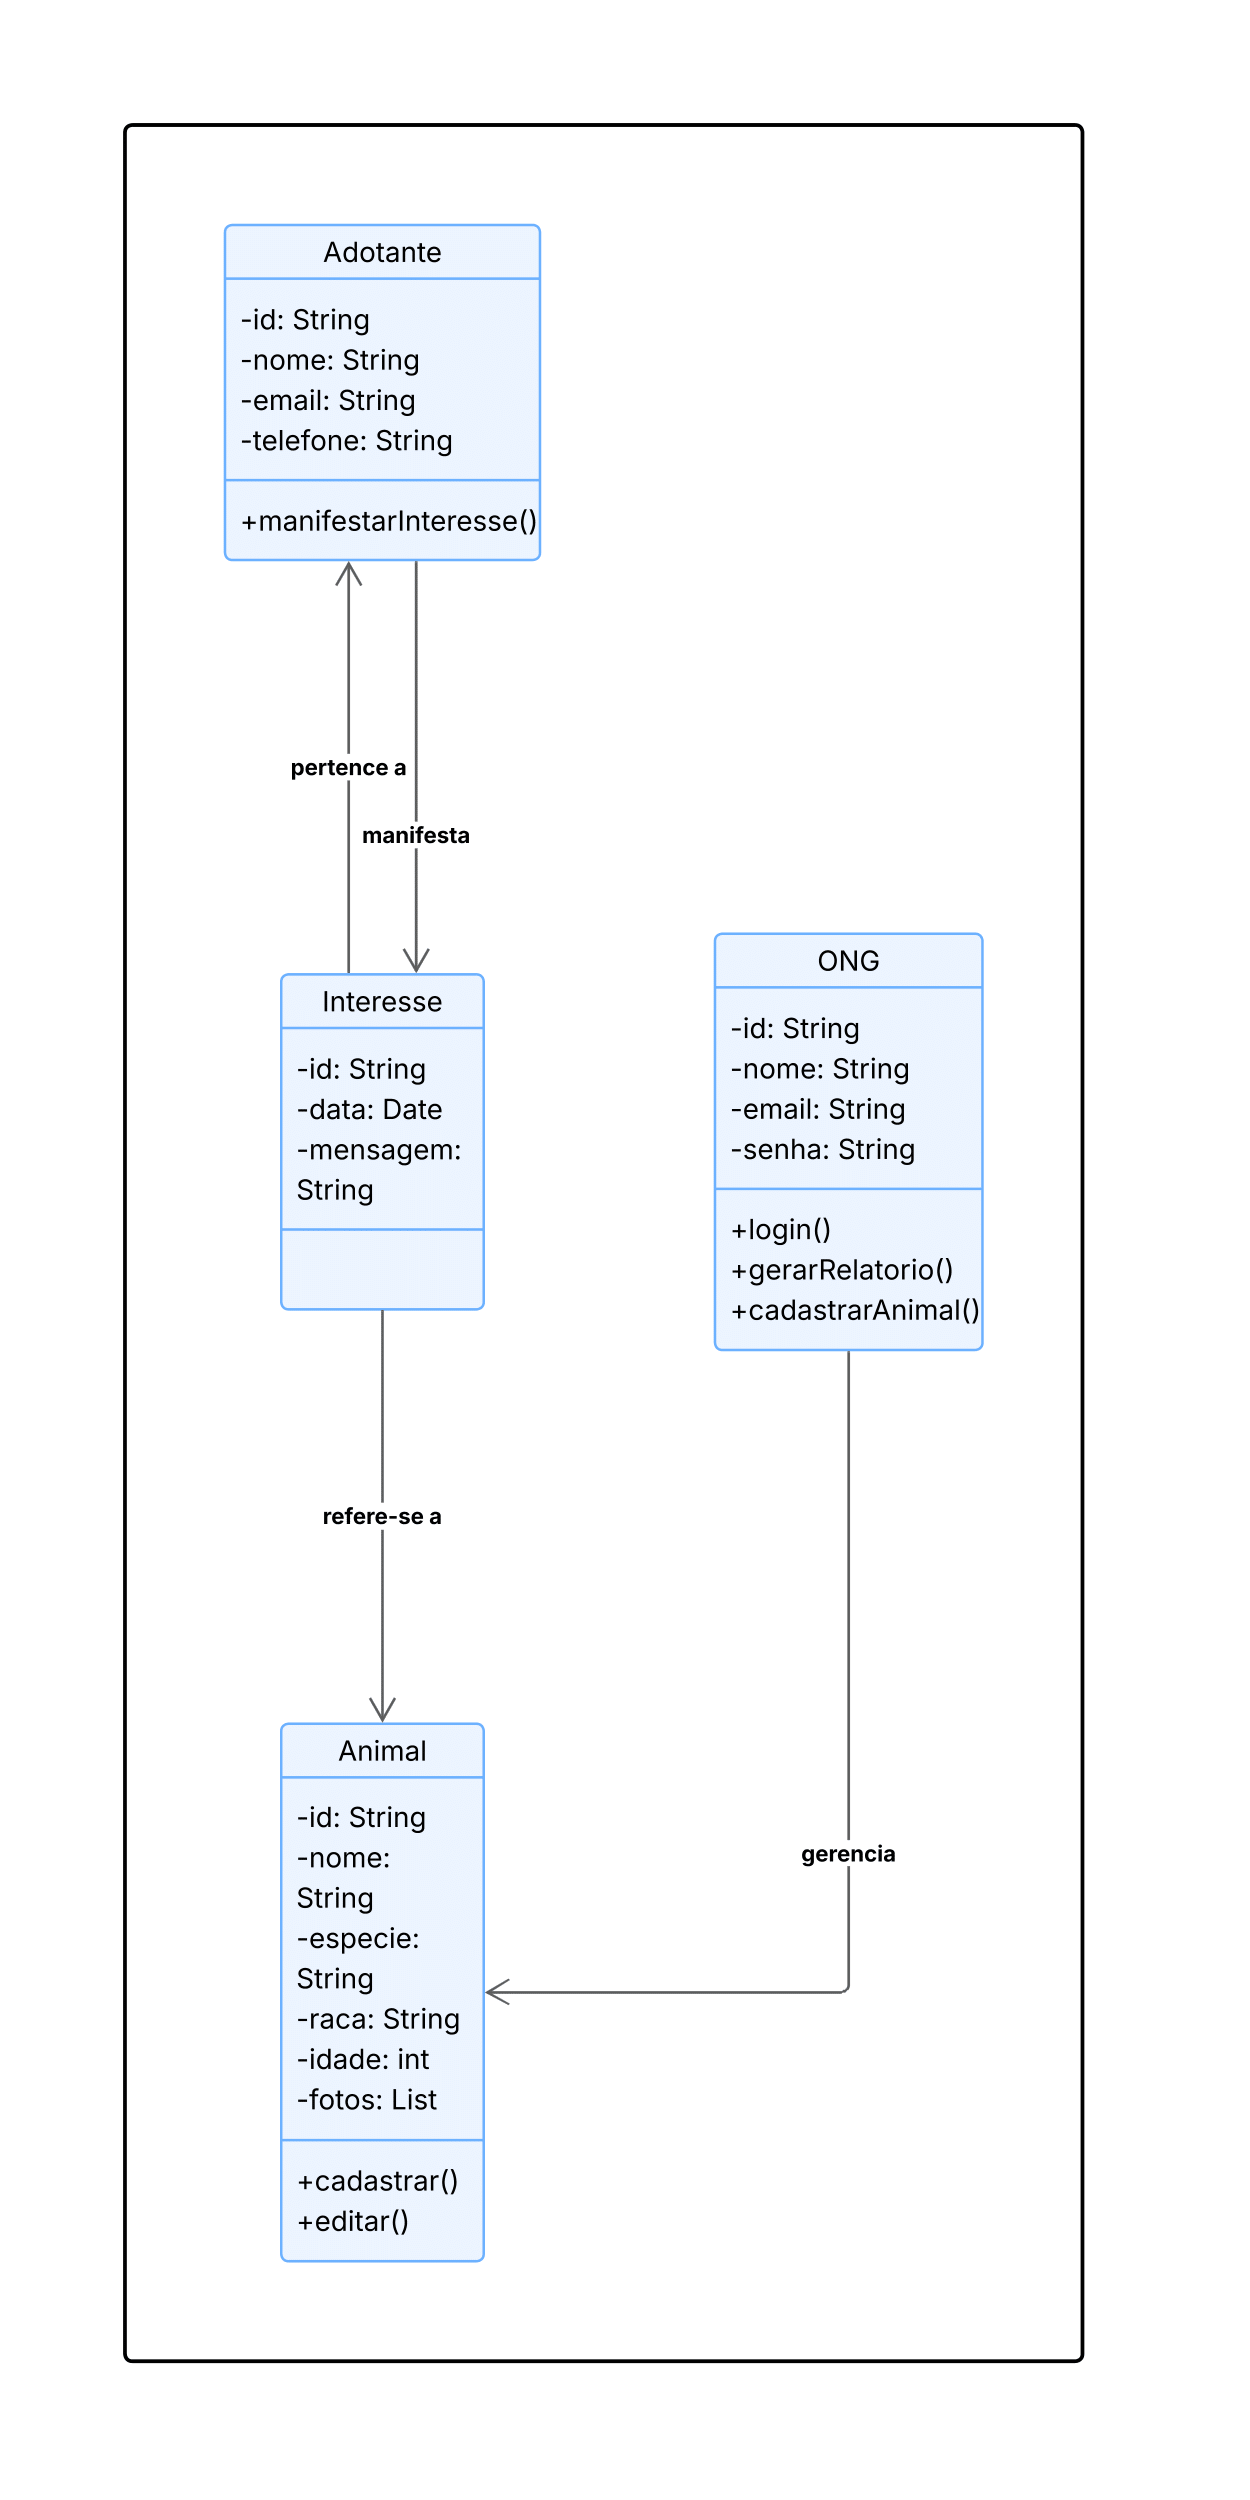 Adotante
-id: String
-nome: String
-email: String
-telefone: String
+manifestarInteresse()
pertence a
manifesta
Interesse
-id: String
-data: Date
-mensagem:
String
ONG
-id: String
-nome: String
-email: String
-senha: String
+login()
+gerarRelatorio()
+cadastrarAnimal()
refere-se a
gerencia
Animal
-id: String
-nome:
String
-especie:
String
-raca: String
-idade: int
-fotos: List
+cadastrar()
+editar()